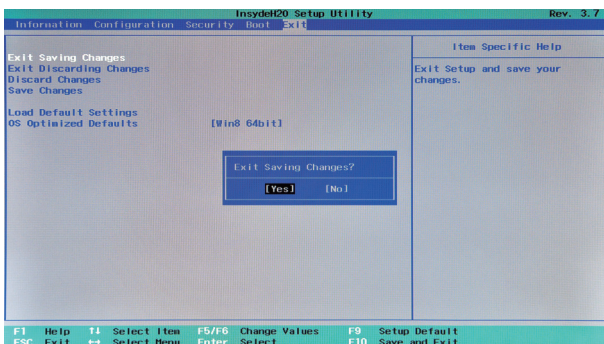 InsydeH2O Setup Utility Rev. 3.7
Information Configuration Security Boot Exit
Item Specific Help
Exit Saving Changes
Exit Discarding Changes
Discard Changes
Save Changes
Exit Setup and save your
changes.
Load Default Settings
OS Optimized Defaults [Win8 64bit]
Exit Saving Changes?
[Yes] [No]
F1 Help ↑↓ Select Item F5/F6 Change Values F9 Setup Default
ESC Exit ↔ Select Menu Enter Select F10 Save and Exit